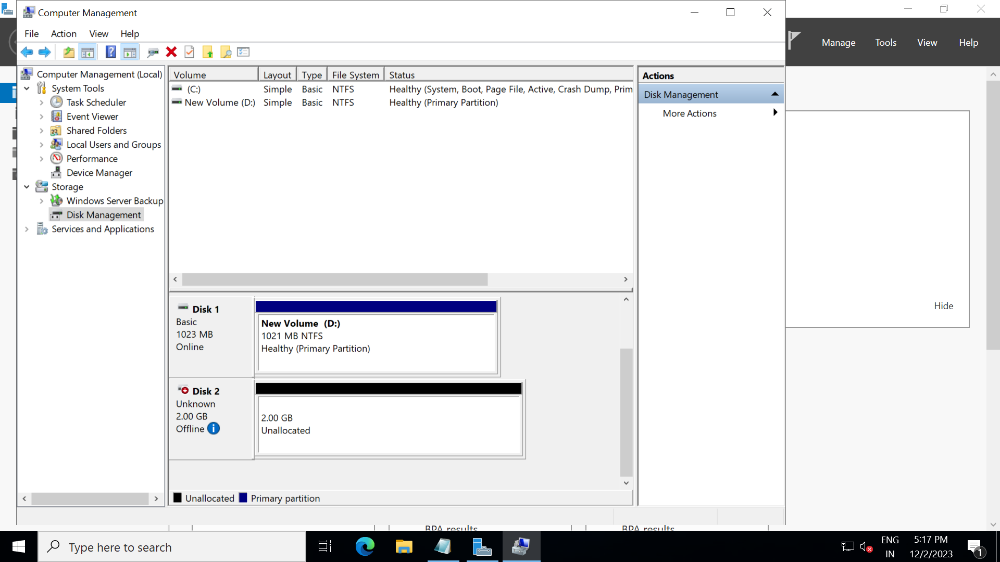 Computer Management
File Action View Help
Manage Tools View Help
Computer Management (Local)
System Tools
Task Scheduler
Event Viewer
Shared Folders
Local Users and Groups
Performance
Device Manager
Storage
Windows Server Backup
Disk Management
Services and Applications
Volume Layout Type File System Status
(C:) Simple Basic NTFS Healthy (System, Boot, Page File, Active, Crash Dump, Prim
New Volume (D:) Simple Basic NTFS Healthy (Primary Partition)
Disk 1
Basic
1023 MB
Online
New Volume (D:)
1021 MB NTFS
Healthy (Primary Partition)
Disk 2
Unknown
2.00 GB
Offline
2.00 GB
Unallocated
Unallocated Primary partition
Actions
Disk Management
More Actions
Hide
BPA results
BPA results
Type here to search
ENG
IN
5:17 PM
12/2/2023
1